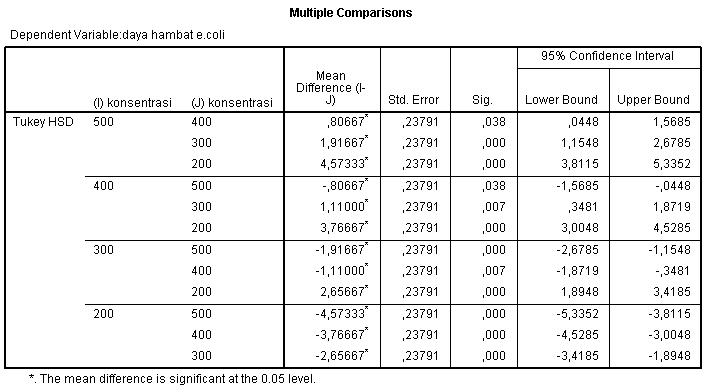 Multiple Comparisons
Dependent Variable:daya hambat e.coli
95% Confidence Interval
(I) konsentrasi (J) konsentrasi Mean Difference (I-J) Std. Error Sig. Lower Bound Upper Bound
Tukey HSD 500 400 ,80667* ,23791 ,038 ,0448 1,5685
300 1,91667* ,23791 ,000 1,1548 2,6785
200 4,57333* ,23791 ,000 3,8115 5,3352
400 500 -,80667* ,23791 ,038 -1,5685 -,0448
300 1,11000* ,23791 ,007 ,3481 1,8719
200 3,76667* ,23791 ,000 3,0048 4,5285
300 500 -1,91667* ,23791 ,000 -2,6785 -1,1548
400 -1,11000* ,23791 ,007 -1,8719 -,3481
200 2,65667* ,23791 ,000 1,8948 3,4185
200 500 -4,57333* ,23791 ,000 -5,3352 -3,8115
400 -3,76667* ,23791 ,000 -4,5285 -3,0048
300 -2,65667* ,23791 ,000 -3,4185 -1,8948
*. The mean difference is significant at the 0.05 level.